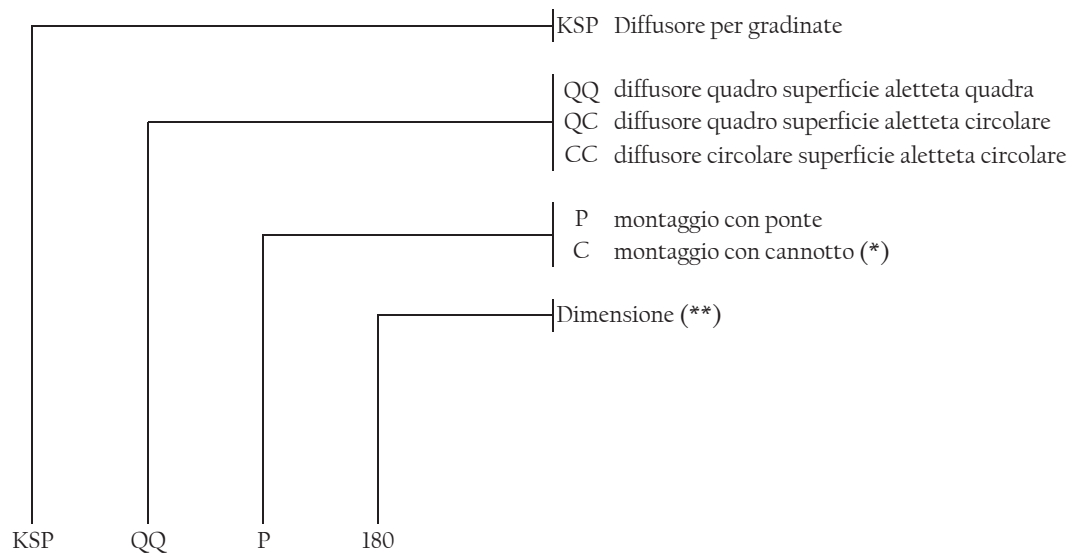 KSP Diffusore per gradinate
QQ diffusore quadro superficie aletteta quadra
QC diffusore quadro superficie aletteta circolare
CC diffusore circolare superficie aletteta circolare
P montaggio con ponte
C montaggio con cannotto (*)
Dimensione (**)
KSP QQ P 180